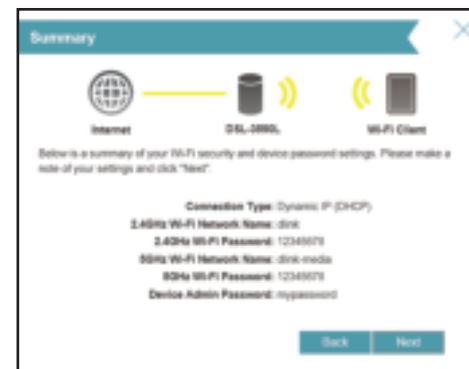 Summary
Internet
DSL-3890L
Wi-Fi Client
Below is a summary of your Wi-Fi security and device password settings. Please make a
note of your settings and click "Next".
Connection Type: Dynamic IP (DHCP)
2.4GHz Wi-Fi Network Name: dlink
2.4GHz Wi-Fi Password: 12345678
5GHz Wi-Fi Network Name: dlink-media
5GHz Wi-Fi Password: 12345678
Device Admin Password: mypassword
Back
Next